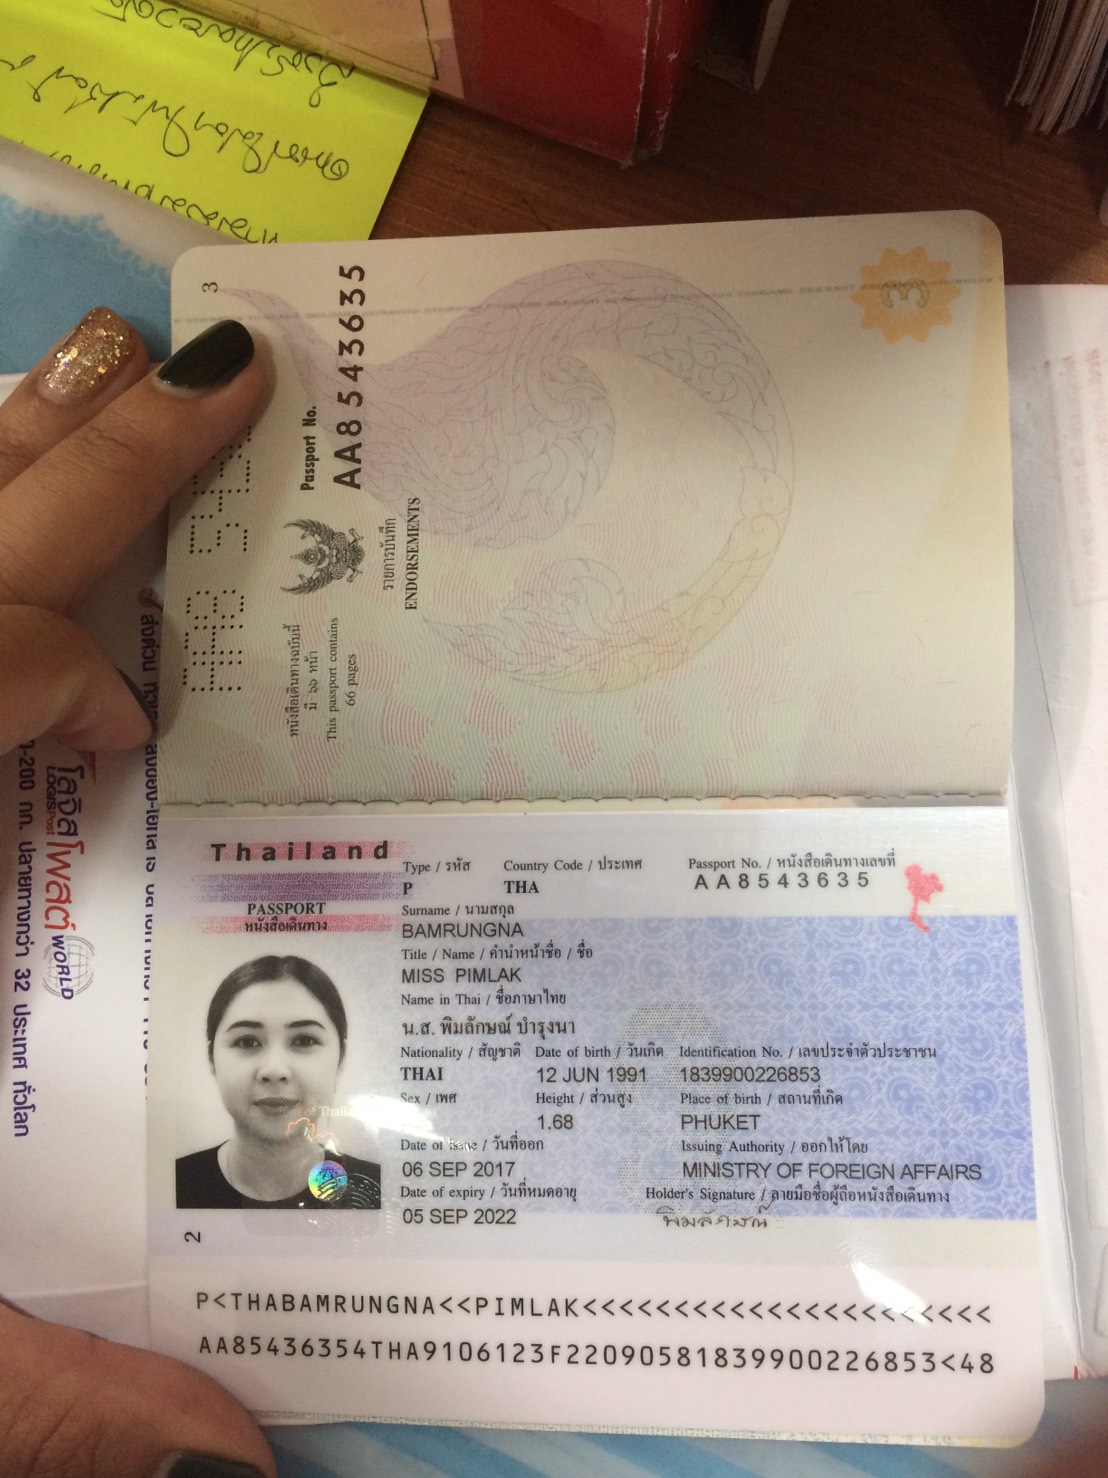 3
Passport No.
AA8543635
รายการบันทึก
ENDORSEMENTS
หนังสือเดินทางฉบับนี้
มี ๖๖ หน้า
This passport contains
66 pages
3
Thailand
PASSPORT
หนังสือเดินทาง
Type / รหัส Country Code / ประเทศ Passport No. / หนังสือเดินทางเลขที่
P THA AA8543635
Surname / นามสกุล
BAMRUNGNA
Title / Name / คำนำหน้าชื่อ / ชื่อ
MISS PIMLAK
Name in Thai / ชื่อภาษาไทย
น.ส. พิมลักษณ์ บำรุงนา
Nationality / สัญชาติ Date of birth / วันเกิด Identification No. / เลขประจำตัวประชาชน
THAI 12 JUN 1991 1839900226853
Sex / เพศ Height / ส่วนสูง Place of birth / สถานที่เกิด
1.68 PHUKET
Date of issue / วันที่ออก Issuing Authority / ออกให้โดย
06 SEP 2017 MINISTRY OF FOREIGN AFFAIRS
Date of expiry / วันที่หมดอายุ Holder's Signature / ลายมือชื่อผู้ถือหนังสือเดินทาง
05 SEP 2022 พิมลักษณ์
2
P<THABAMRUNGNA<<PIMLAK<<<<<<<<<<<<<<<<<<<<<<
AA85436354THA9106123F22090581839900226853<48
โลจิสโพสต์
LOGISPost
WORLD
200 กก. ปลายทางกว่า 32 ประเทศ ทั่วโลก